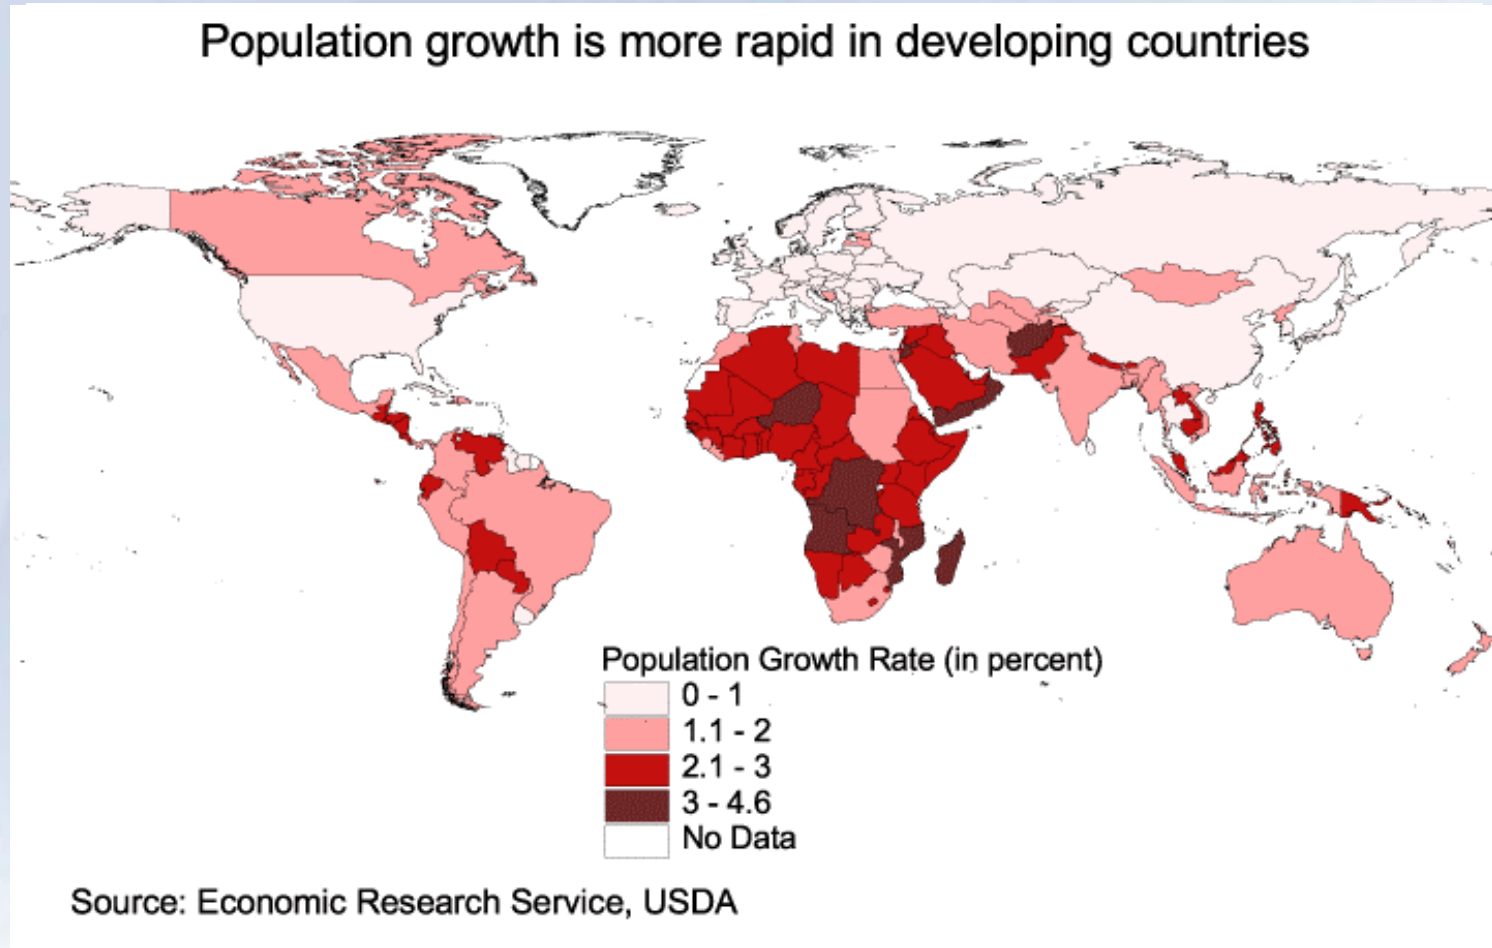 Population growth is more rapid in developing countries
Population Growth Rate (in percent)
0 - 1
1.1 - 2
2.1 - 3
3 - 4.6
No Data
Source: Economic Research Service, USDA